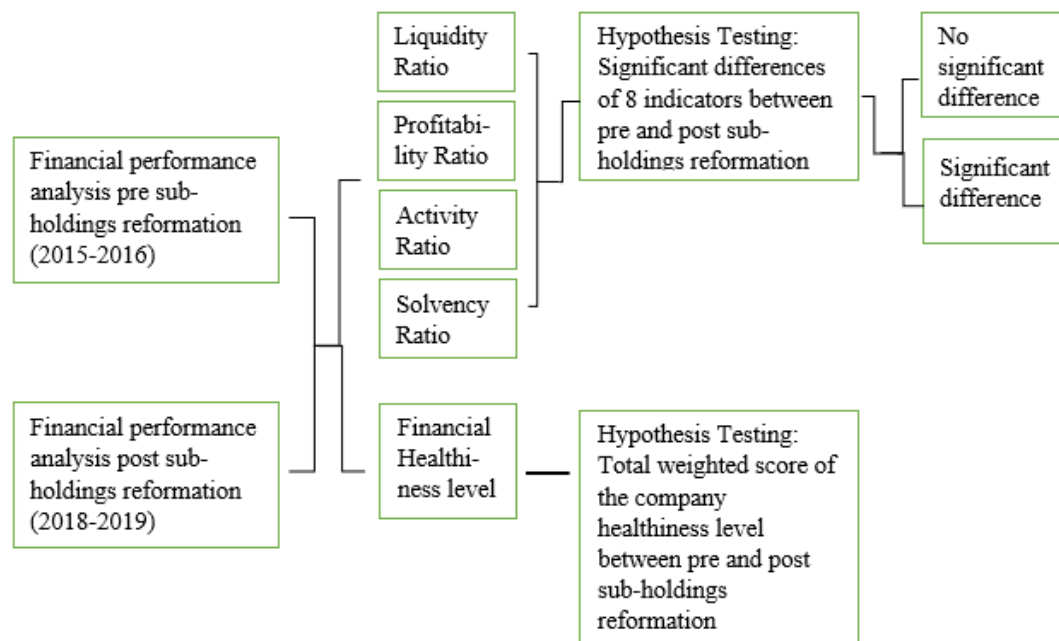 Financial performance
analysis pre sub-
holdings reformation
(2015-2016)
Financial performance
analysis post sub-
holdings reformation
(2018-2019)
Liquidity
Ratio
Profitabi-
lity Ratio
Activity
Ratio
Solvency
Ratio
Financial
Healthi-
ness level
Hypothesis Testing:
Significant differences
of 8 indicators between
pre and post sub-
holdings reformation
Hypothesis Testing:
Total weighted score of
the company
healthiness level
between pre and post
sub-holdings
reformation
No
significant
difference
Significant
difference